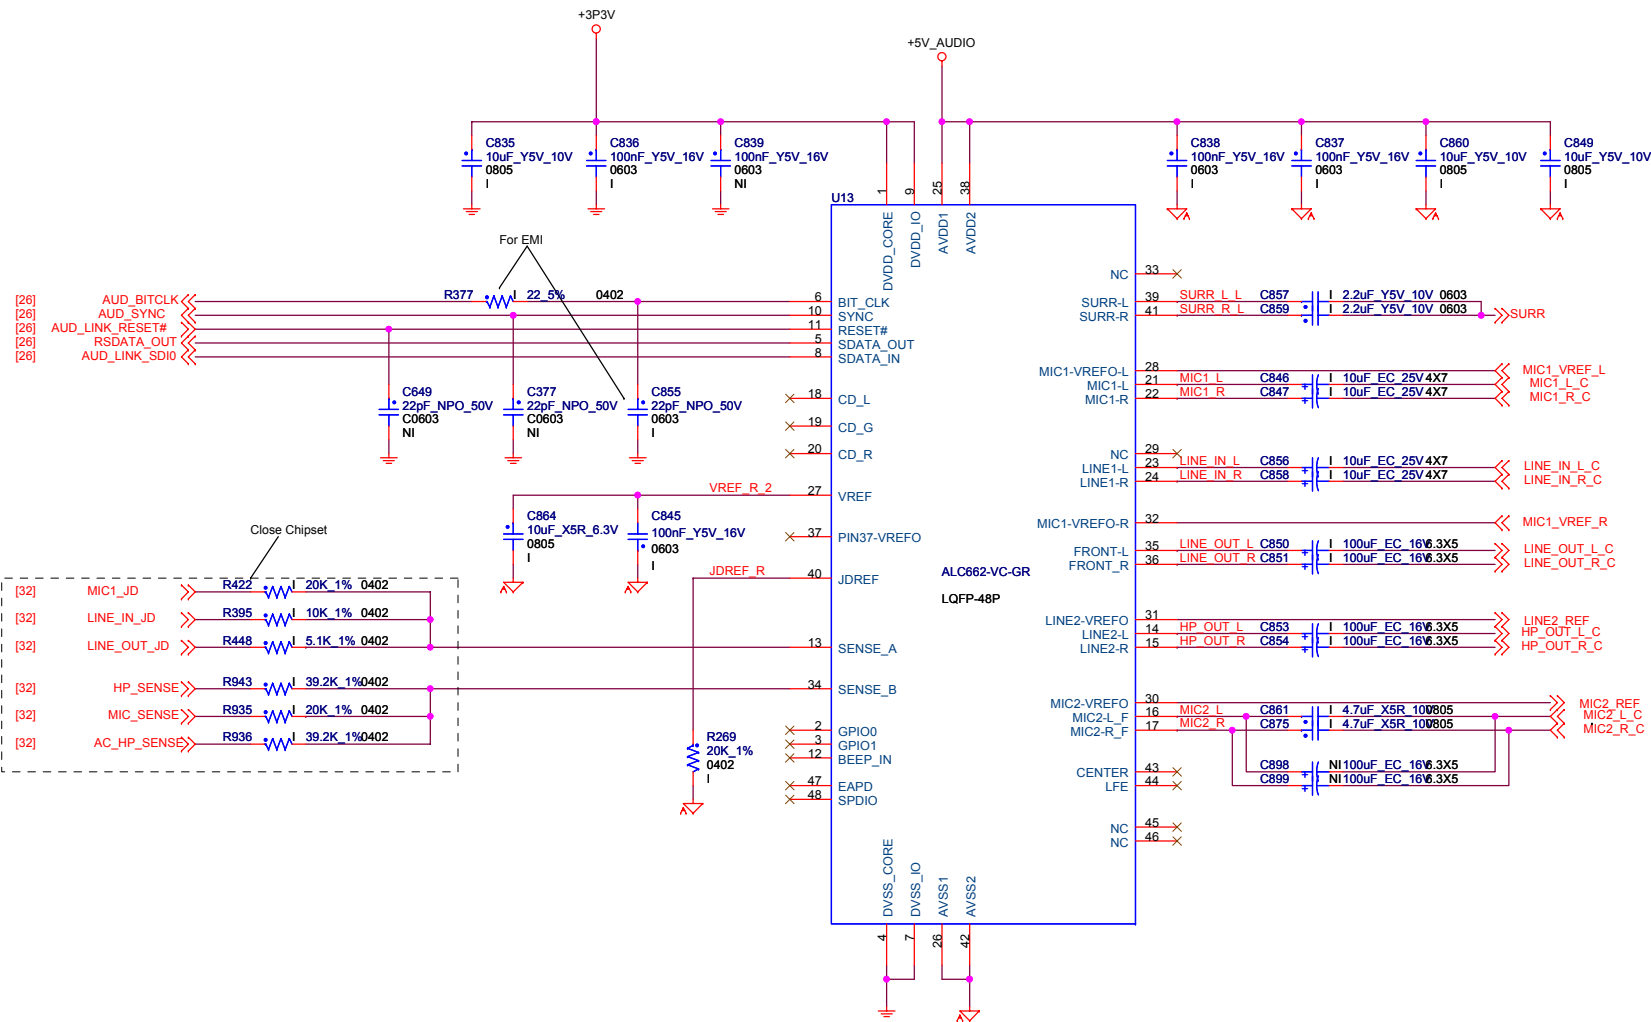 +3P3V
+5V_AUDIO
C835
10uF_Y5V_10V
0805
I
C836
100nF_Y5V_16V
0603
I
C839
100nF_Y5V_16V
0603
NI
C838
100nF_Y5V_16V
0603
I
C837
100nF_Y5V_16V
0603
I
C860
10uF_Y5V_10V
0805
I
C849
10uF_Y5V_10V
0805
I
A A A A
U13
1 9 25 38
DVDD_CORE DVDD_IO AVDD1 AVDD2
For EMI
[26] AUD_BITCLK R377 I 22_5% 0402 6 BIT_CLK
[26] AUD_SYNC 10 SYNC
[26] AUD_LINK_RESET# 11 RESET#
[26] RSDATA_OUT 5 SDATA_OUT
[26] AUD_LINK_SDI0 8 SDATA_IN
C649
22pF_NPO_50V
C0603
NI
C377
22pF_NPO_50V
C0603
NI
C855
22pF_NPO_50V
0603
I
18 CD_L
19 CD_G
20 CD_R
VREF_R_2 27 VREF
C864
10uF_X5R_6.3V
0805
I
C845
100nF_Y5V_16V
0603
I
A A
37 PIN37-VREFO
JDREF_R 40 JDREF
Close Chipset
[32] MIC1_JD R422 I 20K_1% 0402
[32] LINE_IN_JD R395 I 10K_1% 0402
[32] LINE_OUT_JD R448 I 5.1K_1% 0402 13 SENSE_A
[32] HP_SENSE R943 I 39.2K_1% 0402 34 SENSE_B
[32] MIC_SENSE R935 I 20K_1% 0402
[32] AC_HP_SENSE R936 I 39.2K_1% 0402
R269
20K_1%
0402
I
A
2 GPIO0
3 GPIO1
12 BEEP_IN
47 EAPD
48 SPDIO
ALC662-VC-GR
LQFP-48P
NC 33
SURR-L 39 SURR_L_L C857 I 2.2uF_Y5V_10V 0603
SURR-R 41 SURR_R_L C859 I 2.2uF_Y5V_10V 0603 SURR
MIC1-VREFO-L 28 MIC1_VREF_L
MIC1-L 21 MIC1_L C846 I 10uF_EC_25V 4X7 MIC1_L_C
MIC1-R 22 MIC1_R C847 I 10uF_EC_25V 4X7 MIC1_R_C
NC 29
LINE1-L 23 LINE_IN_L C856 I 10uF_EC_25V 4X7 LINE_IN_L_C
LINE1-R 24 LINE_IN_R C858 I 10uF_EC_25V 4X7 LINE_IN_R_C
MIC1-VREFO-R 32 MIC1_VREF_R
FRONT-L 35 LINE_OUT_L C850 I 100uF_EC_16V 6.3X5 LINE_OUT_L_C
FRONT_R 36 LINE_OUT_R C851 I 100uF_EC_16V 6.3X5 LINE_OUT_R_C
LINE2-VREFO 31 LINE2_REF
LINE2-L 14 HP_OUT_L C853 I 100uF_EC_16V 6.3X5 HP_OUT_L_C
LINE2-R 15 HP_OUT_R C854 I 100uF_EC_16V 6.3X5 HP_OUT_R_C
MIC2-VREFO 30 MIC2_REF
MIC2-L_F 16 MIC2_L C861 I 4.7uF_X5R_10V 0805 MIC2_L_C
MIC2-R_F 17 MIC2_R C875 I 4.7uF_X5R_10V 0805 MIC2_R_C
CENTER 43 C898 NI 100uF_EC_16V 6.3X5
LFE 44 C899 NI 100uF_EC_16V 6.3X5
NC 45
NC 46
DVSS_CORE DVSS_IO AVSS1 AVSS2
4 7 26 42
A